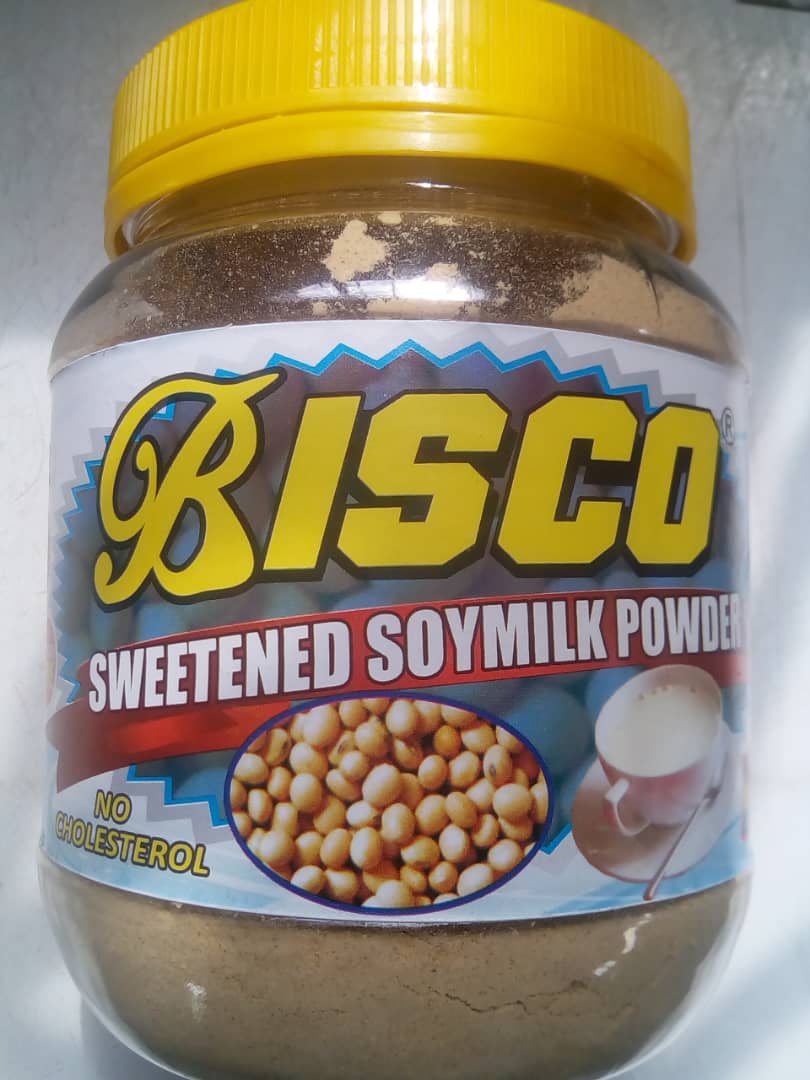 BISCO®
SWEETENED SOYMILK POWDER
NO
CHOLESTEROL